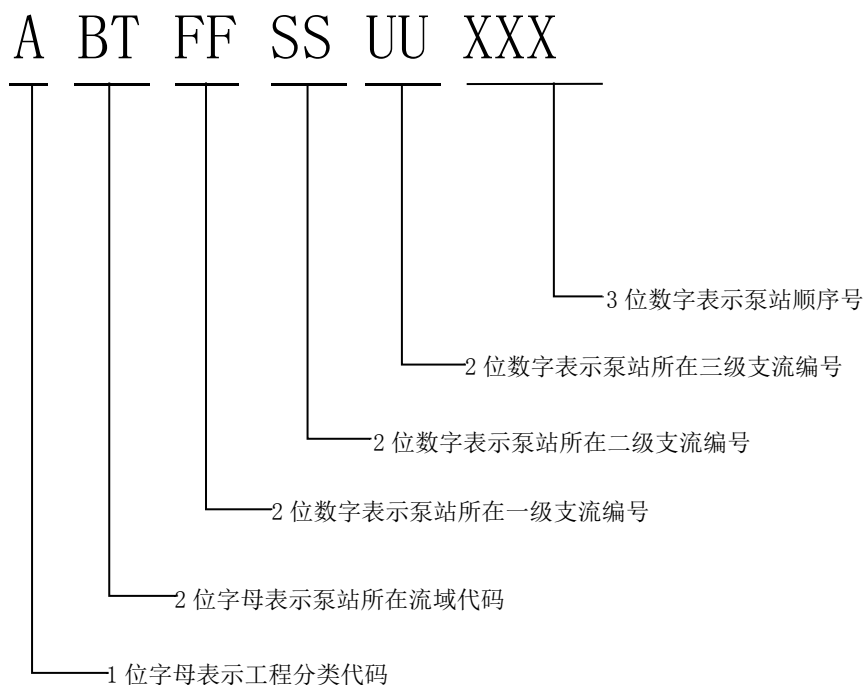 A BT FF SS UU XXX
3 位数字表示泵站顺序号
2 位数字表示泵站所在三级支流编号
2 位数字表示泵站所在二级支流编号
2 位数字表示泵站所在一级支流编号
2 位字母表示泵站所在流域代码
1 位字母表示工程分类代码